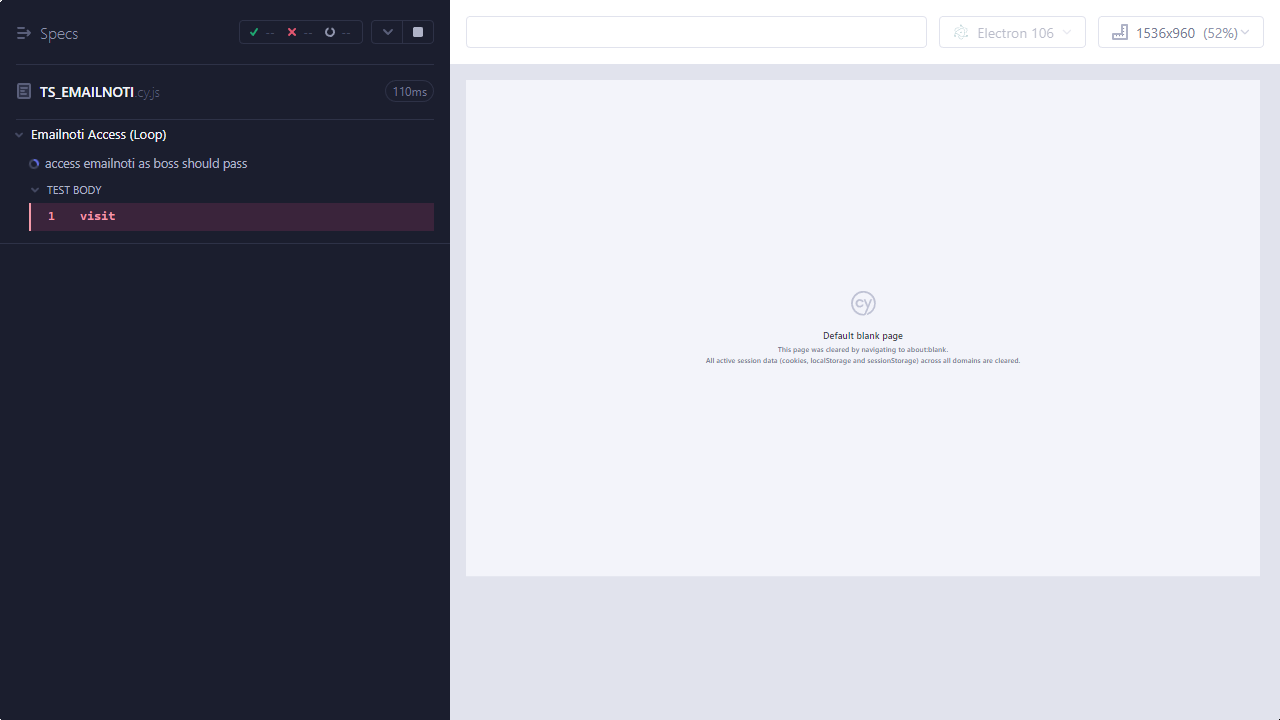 Specs
--
--
--
TS_EMAILNOTI.cy.js
110ms
Emailnoti Access (Loop)
access emailnoti as boss should pass
TEST BODY
1 visit
Electron 106
1536x960 (52%)
cy
Default blank page
This page was cleared by navigating to about:blank.
All active session data (cookies, localStorage and sessionStorage) across all domains are cleared.